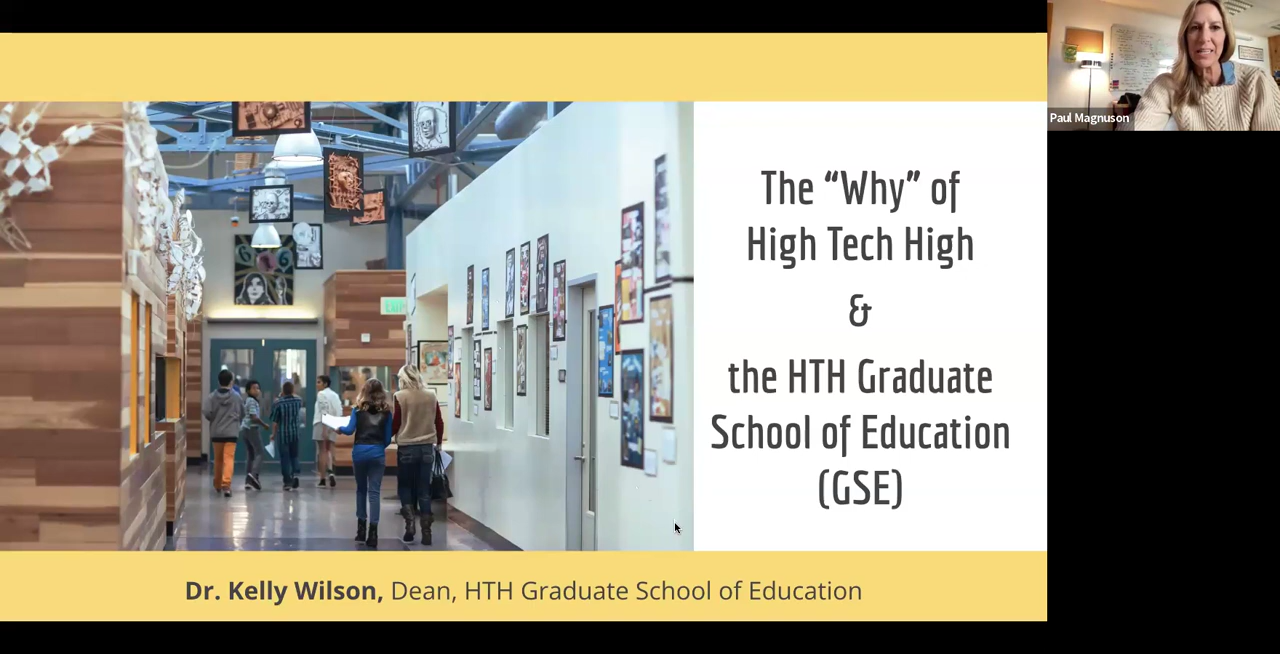 Paul Magnuson
The “Why” of
High Tech High
&
the HTH Graduate
School of Education
(GSE)
EXIT
Dr. Kelly Wilson, Dean, HTH Graduate School of Education